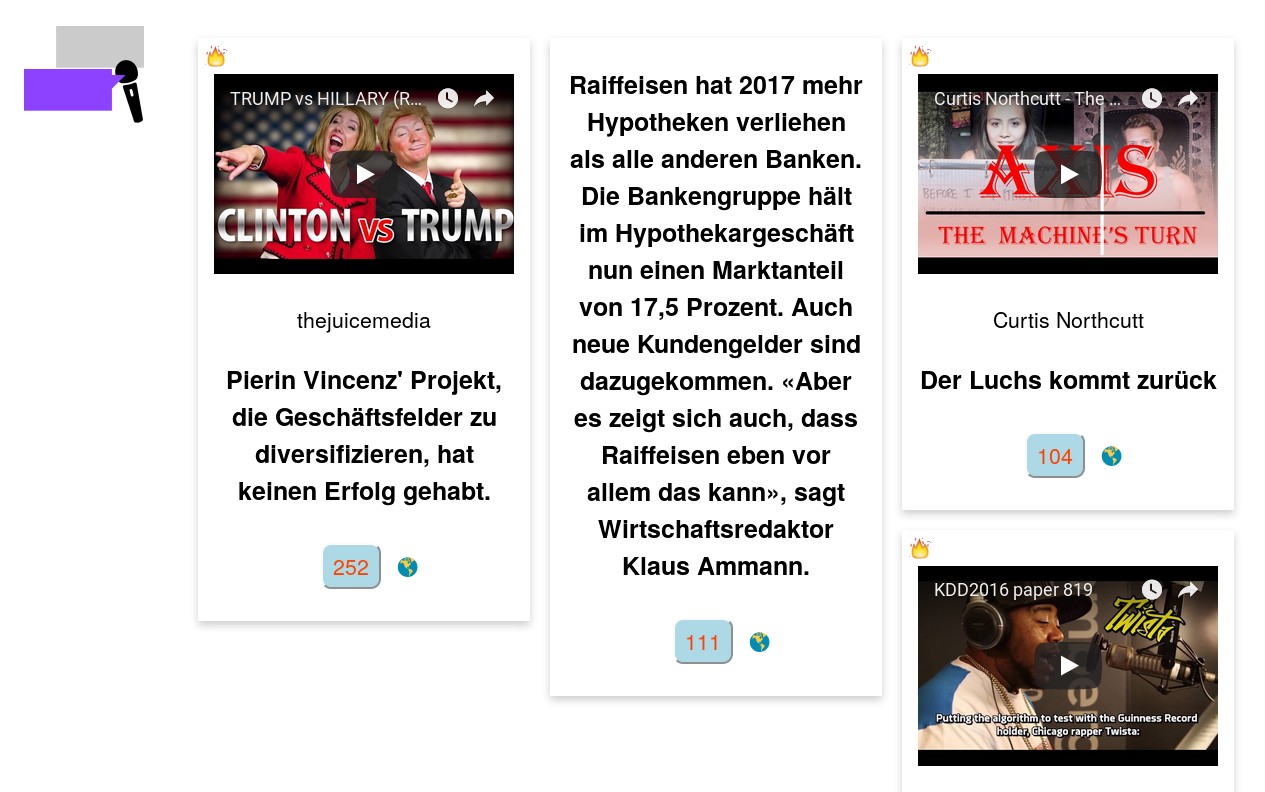 TRUMP vs HILLARY (R...
CLINTON vs TRUMP
thejuicemedia
Pierin Vincenz' Projekt,
die Geschäftsfelder zu
diversifizieren, hat
keinen Erfolg gehabt.
252
Raiffeisen hat 2017 mehr
Hypotheken verliehen
als alle anderen Banken.
Die Bankengruppe hält
im Hypothekargeschäft
nun einen Marktanteil
von 17,5 Prozent. Auch
neue Kundengelder sind
dazugekommen. «Aber
es zeigt sich auch, dass
Raiffeisen eben vor
allem das kann», sagt
Wirtschaftsredaktor
Klaus Ammann.
111
Curtis Northcutt - The ...
BEFORE I
AXIS
THE MACHINE'S TURN
Curtis Northcutt
Der Luchs kommt zurück
104
KDD2016 paper 819
Twista
Putting the algorithm to test with the Guinness Record
holder, Chicago rapper Twista: